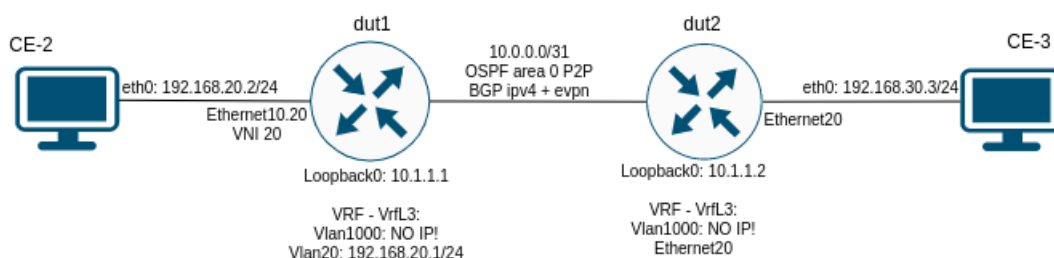 dut1
dut2
CE-2
CE-3
10.0.0.0/31
OSPF area 0 P2P
BGP ipv4 + evpn
eth0: 192.168.20.2/24
eth0: 192.168.30.3/24
Ethernet10.20
VNI 20
Ethernet20
Loopback0: 10.1.1.1
Loopback0: 10.1.1.2
VRF - VrfL3:
Vlan1000: NO IP!
Vlan20: 192.168.20.1/24
VRF - VrfL3:
Vlan1000: NO IP!
Ethernet20